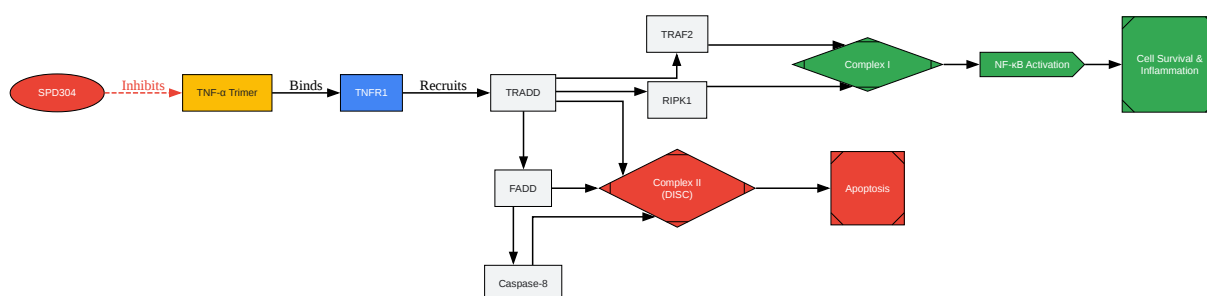 SPD304
Inhibits
TNF-α Trimer
Binds
TNFR1
Recruits
TRADD
TRAF2
RIPK1
Complex I
NF-κB Activation
Cell Survival &
Inflammation
FADD
Caspase-8
Complex II
(DISC)
Apoptosis